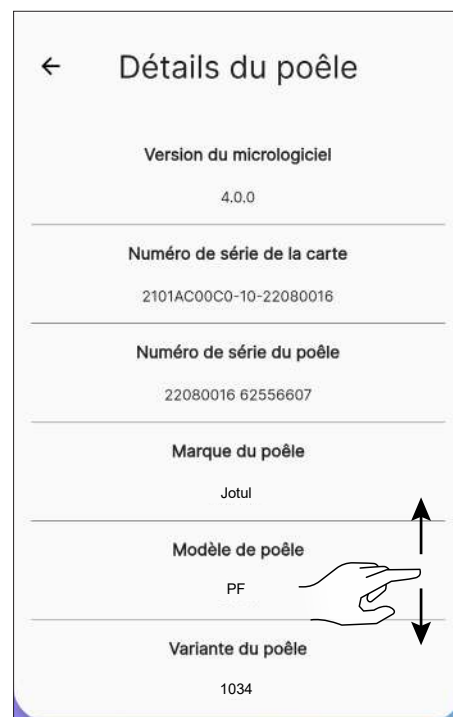 Détails du poêle
Version du micrologiciel
4.0.0
Numéro de série de la carte
2101AC00C0-10-22080016
Numéro de série du poêle
22080016 62556607
Marque du poêle
Jotul
Modèle de poêle
PF
Variante du poêle
1034